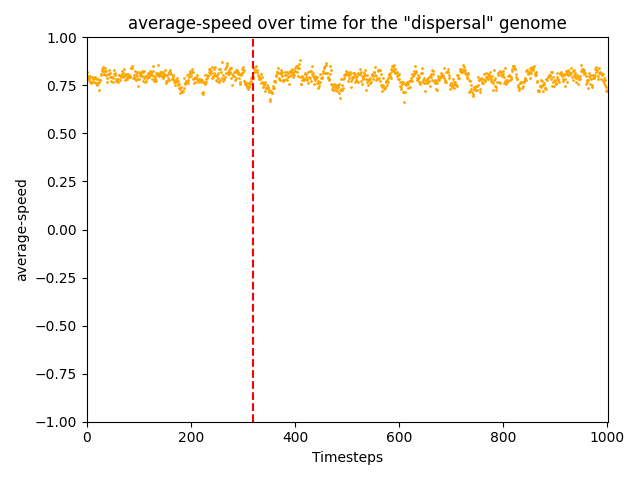 average-speed over time for the "dispersal" genome
1.00
0.75
0.50
0.25
0.00
−0.25
−0.50
−0.75
−1.00
average-speed
0 200 400 600 800 1000
Timesteps